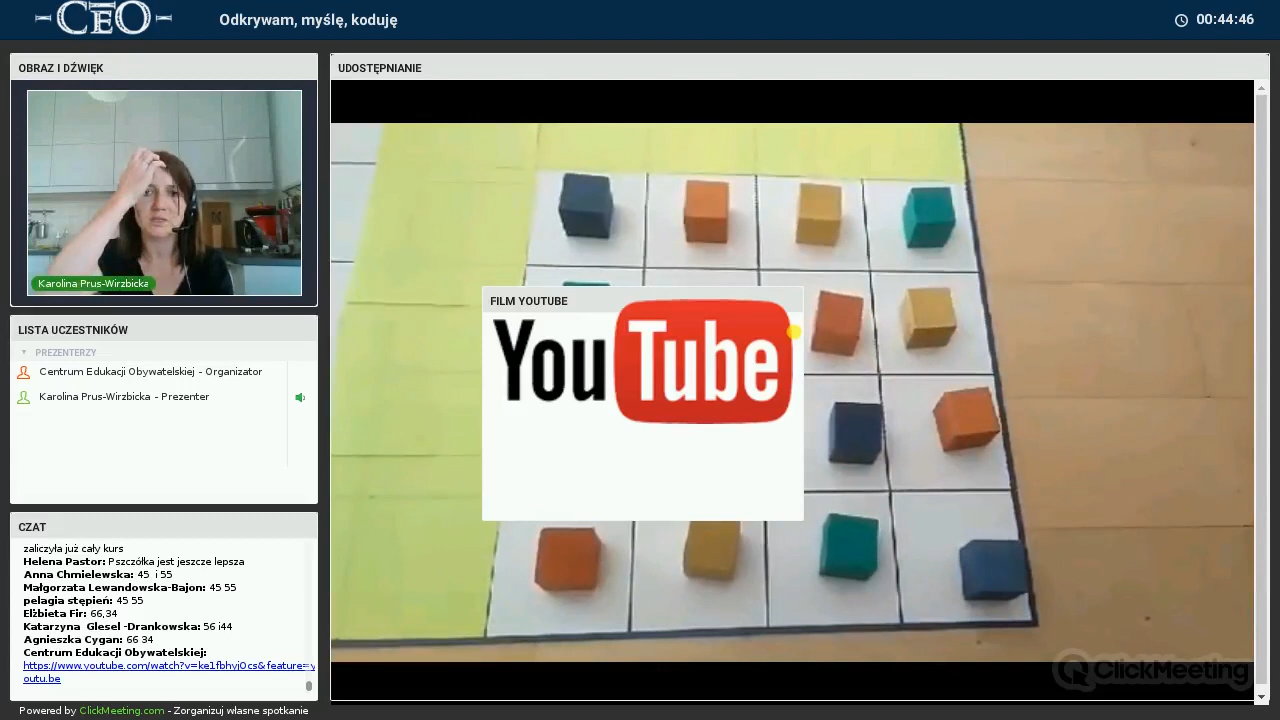 CEO
Odkrywam, myślę, koduję
00:44:46
OBRAZ I DŹWIĘK
Karolina Prus-Wirzbicka
LISTA UCZESTNIKÓW
PREZENTERZY
Centrum Edukacji Obywatelskiej - Organizator
Karolina Prus-Wirzbicka - Prezenter
CZAT
zaliczyła już cały kurs
Helena Pastor: Pszczółka jest jeszcze lepsza
Anna Chmielewska: 45 i 55
Małgorzata Lewandowska-Bajon: 45 55
pelagia stępień: 45 55
Elżbieta Fir: 66,34
Katarzyna Glesel -Drankowska: 56 i44
Agnieszka Cygan: 66 34
Centrum Edukacji Obywatelskiej:
https://www.youtube.com/watch?v=ke1fbhyj0cs&feature=y
outu.be
Powered by ClickMeeting.com - Zorganizuj własne spotkanie
UDOSTĘPNIANIE
FILM YOUTUBE
YouTube
ClickMeeting